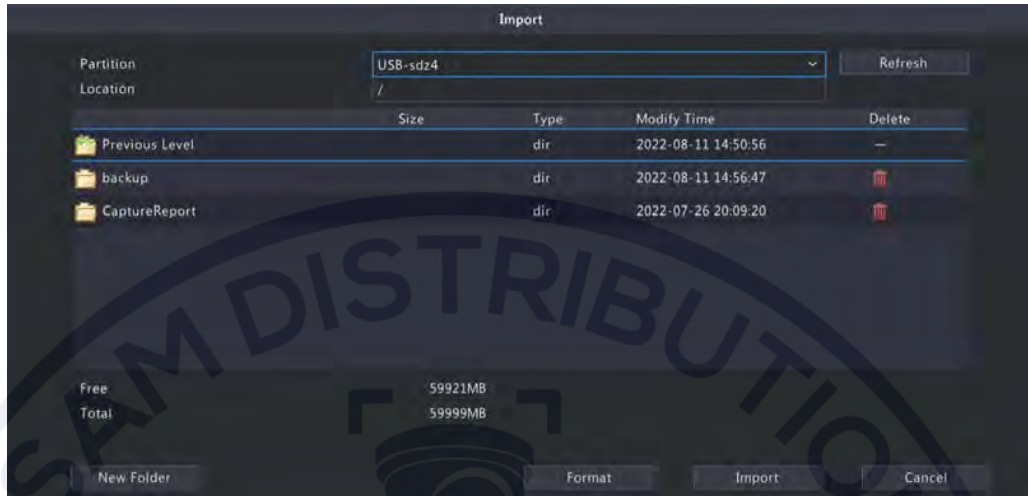 Import
Partition USB-sdz4 Refresh
Location /
Size Type Modify Time Delete
Previous Level dir 2022-08-11 14:50:56 —
backup dir 2022-08-11 14:56:47
CaptureReport dir 2022-07-26 20:09:20
Free 59921MB
Total 59999MB
New Folder Format Import Cancel
SAM DISTRIBUTIO